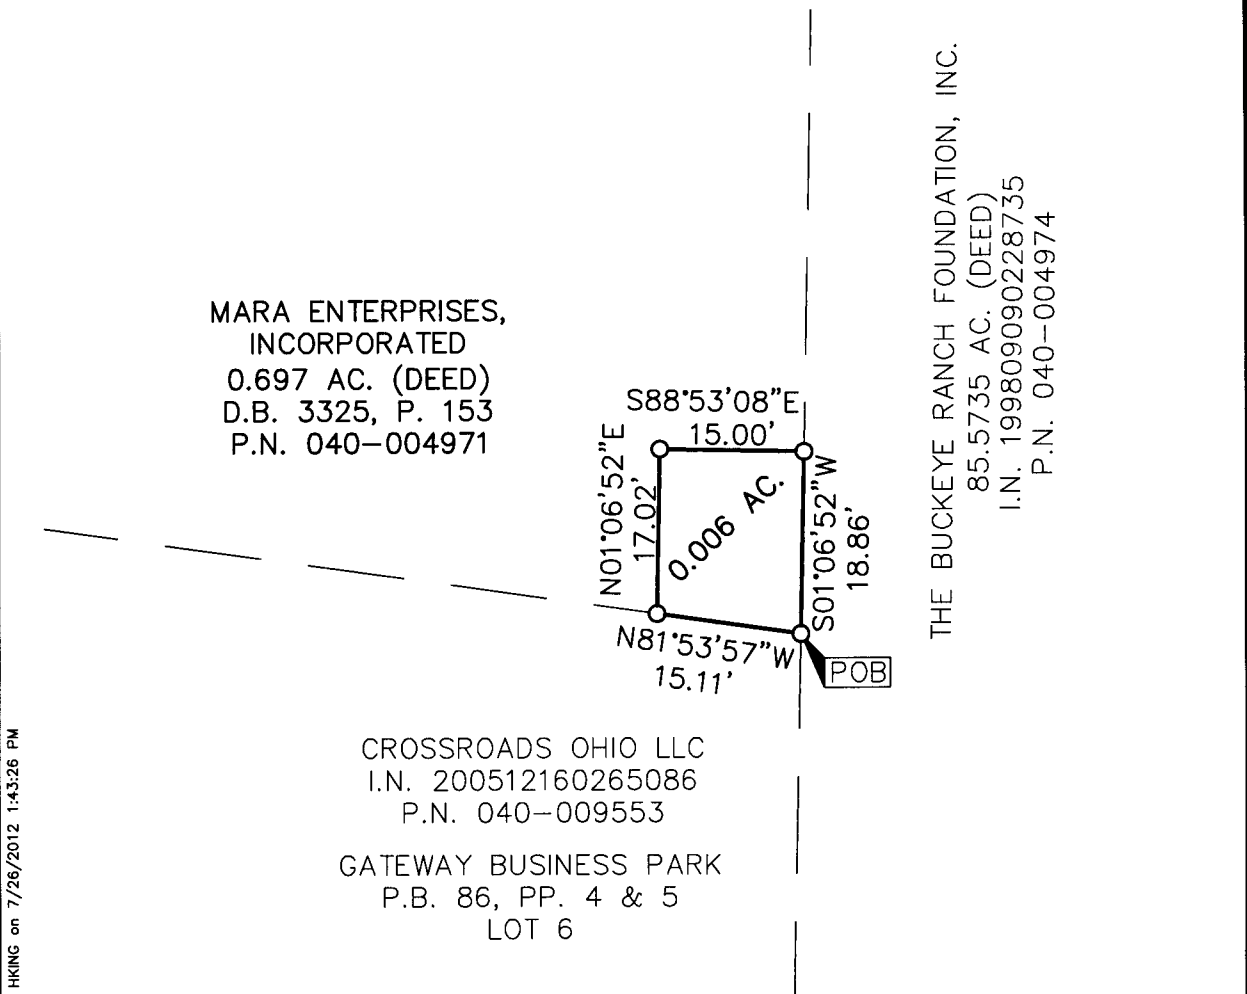 MARA ENTERPRISES,
INCORPORATED
0.697 AC. (DEED)
D.B. 3325, P. 153
P.N. 040-004971
S88°53'08"E
15.00'
N01°06'52"E
17.02'
0.006 AC.
S01°06'52"W
18.86'
N81°53'57"W
15.11'
POB
THE BUCKEYE RANCH FOUNDATION, INC.
85.5735 AC. (DEED)
I.N. 199809090228735
P.N. 040-004974
CROSSROADS OHIO LLC
I.N. 200512160265086
P.N. 040-009553
GATEWAY BUSINESS PARK
P.B. 86, PP. 4 & 5
LOT 6
HKING on 7/26/2012 1:43:26 PM